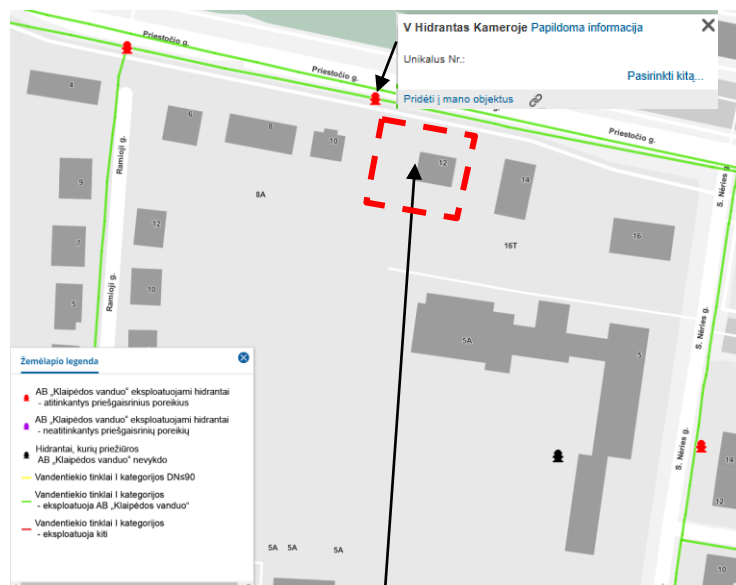 Priestočio g.
V Hidrantas Kameroje Papildoma informacija
Unikalus Nr.:
Pasirinkti kitą...
Pridėti į mano objektus
Priestočio g.
Priestočio g.
4
6
8
10
12
14
16
16T
8A
Ramioji g.
9
7
5
12
10
Ramioji g.
S. Nėries g.
S. Nėries g.
S. Nėries g.
5A
5
14
12
10
5A 5A 5A
Žemėlapio legenda
AB „Klaipėdos vanduo“ eksploatuojami hidrantai
- atitinkantys priešgaisrinius poreikius
AB „Klaipėdos vanduo“ eksploatuojami hidrantai
- neatitinkantys priešgaisrinių poreikių
Hidrantai, kurių priežiūros
AB „Klaipėdos vanduo“ nevykdo
Vandentiekio tinklai I kategorijos DN≤90
Vandentiekio tinklai I kategorijos
- eksploatuoja AB „Klaipėdos vanduo“
Vandentiekio tinklai I kategorijos
- eksploatuoja kiti